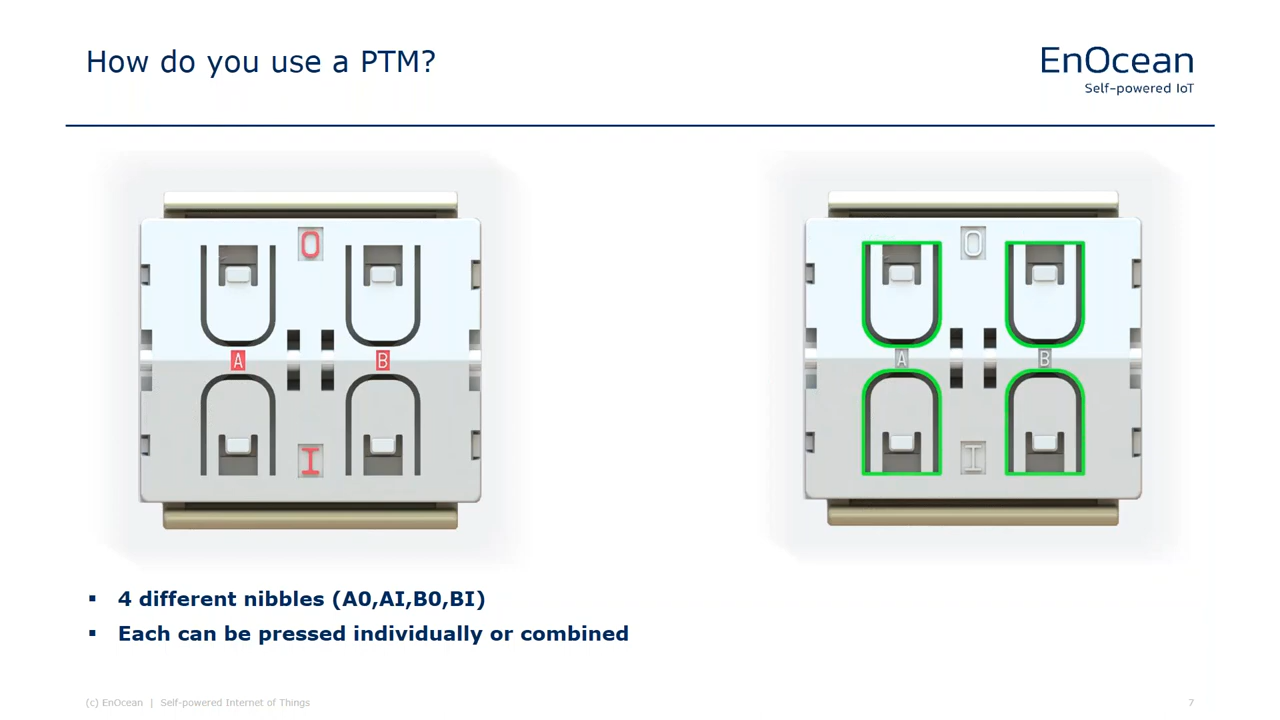 How do you use a PTM?
EnOcean
Self-powered IoT
O
A
B
I
O
A
B
I
▪ 4 different nibbles (A0,AI,B0,BI)
▪ Each can be pressed individually or combined
(c) EnOcean | Self-powered Internet of Things
7